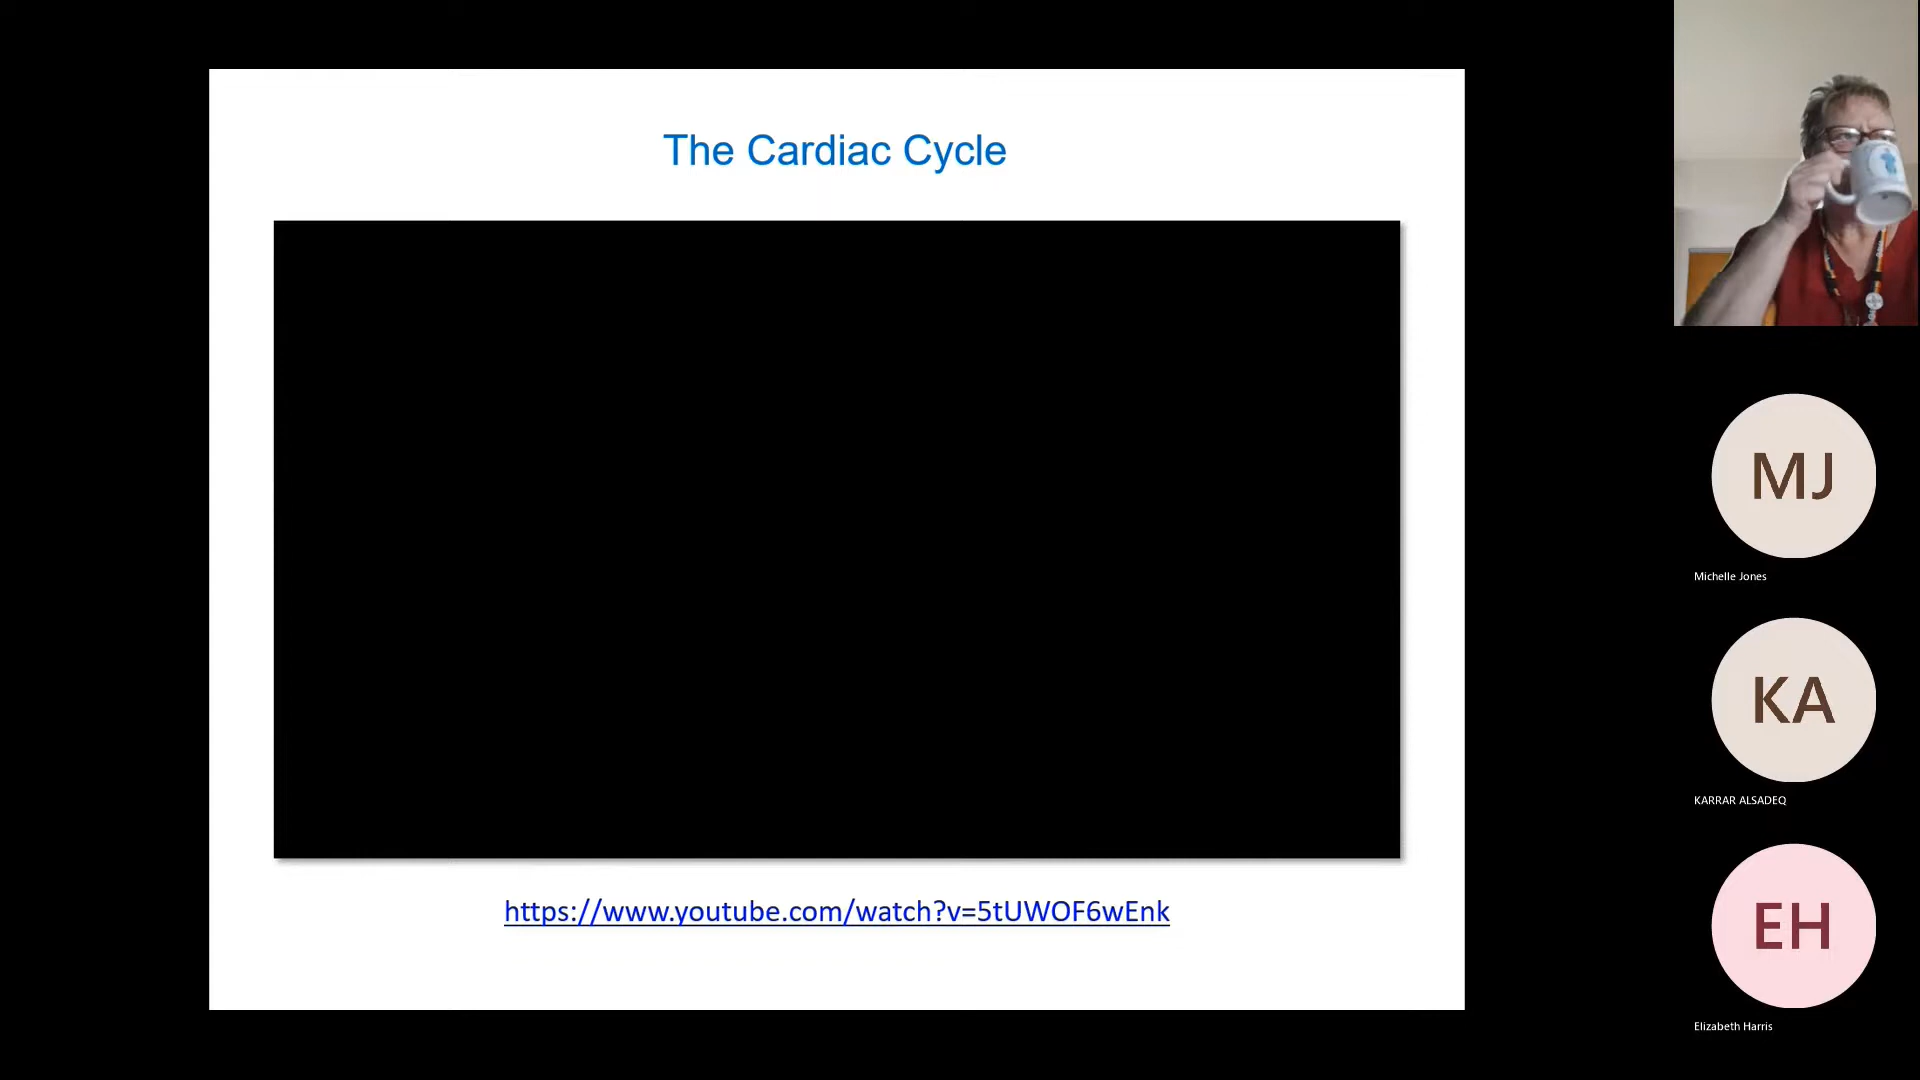 The Cardiac Cycle
https://www.youtube.com/watch?v=5tUWOF6wEnk
MJ
Michelle Jones
KA
KARRAR ALSADEQ
EH
Elizabeth Harris